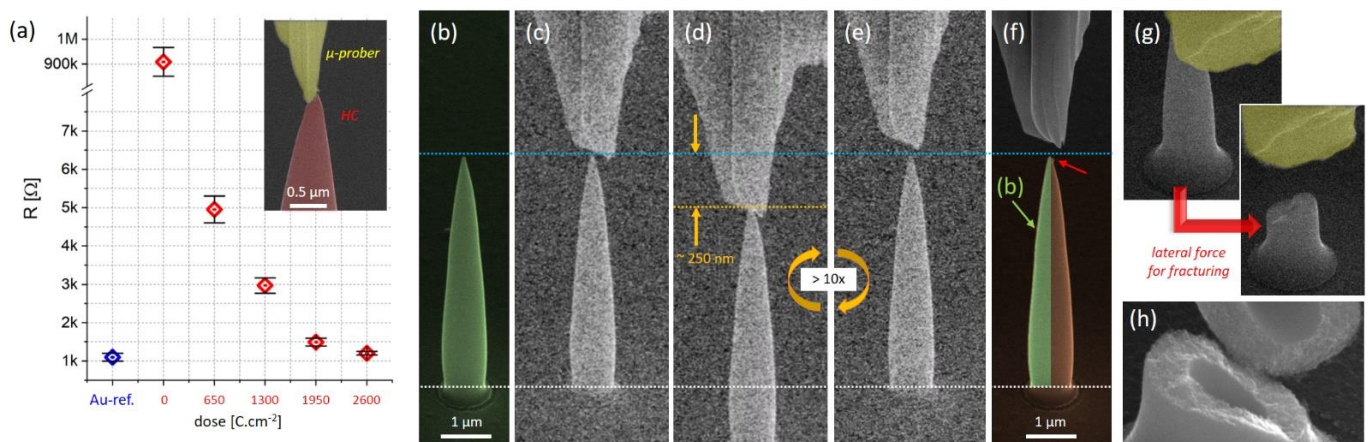 (a)
R [Ω]
1M
900k
7k
6k
5k
4k
3k
2k
1k
Au-ref.
0
650
1300
1950
2600
dose [C.cm⁻²]
μ-prober
HC
0.5 μm
(b)
1 μm
(c)
(d)
~ 250 nm
> 10x
(e)
(f)
(b)
1 μm
(g)
lateral force
for fracturing
(h)